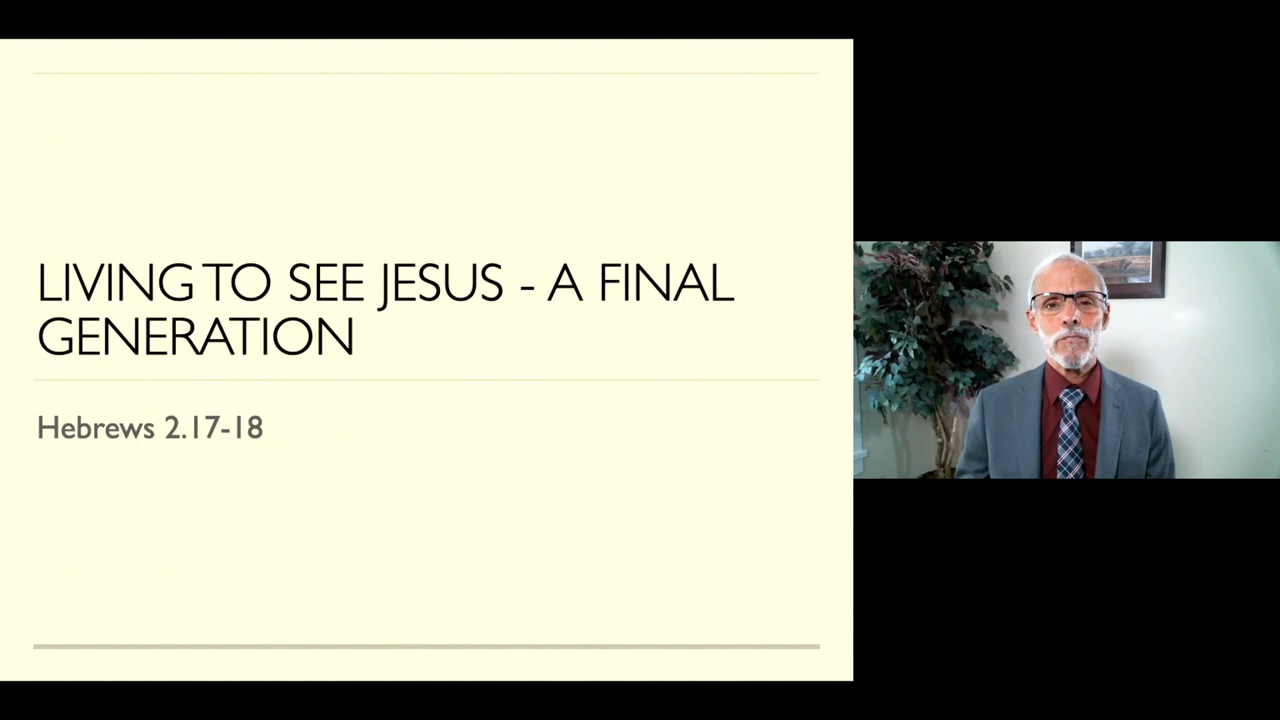 LIVING TO SEE JESUS - A FINAL
GENERATION
Hebrews 2.17-18